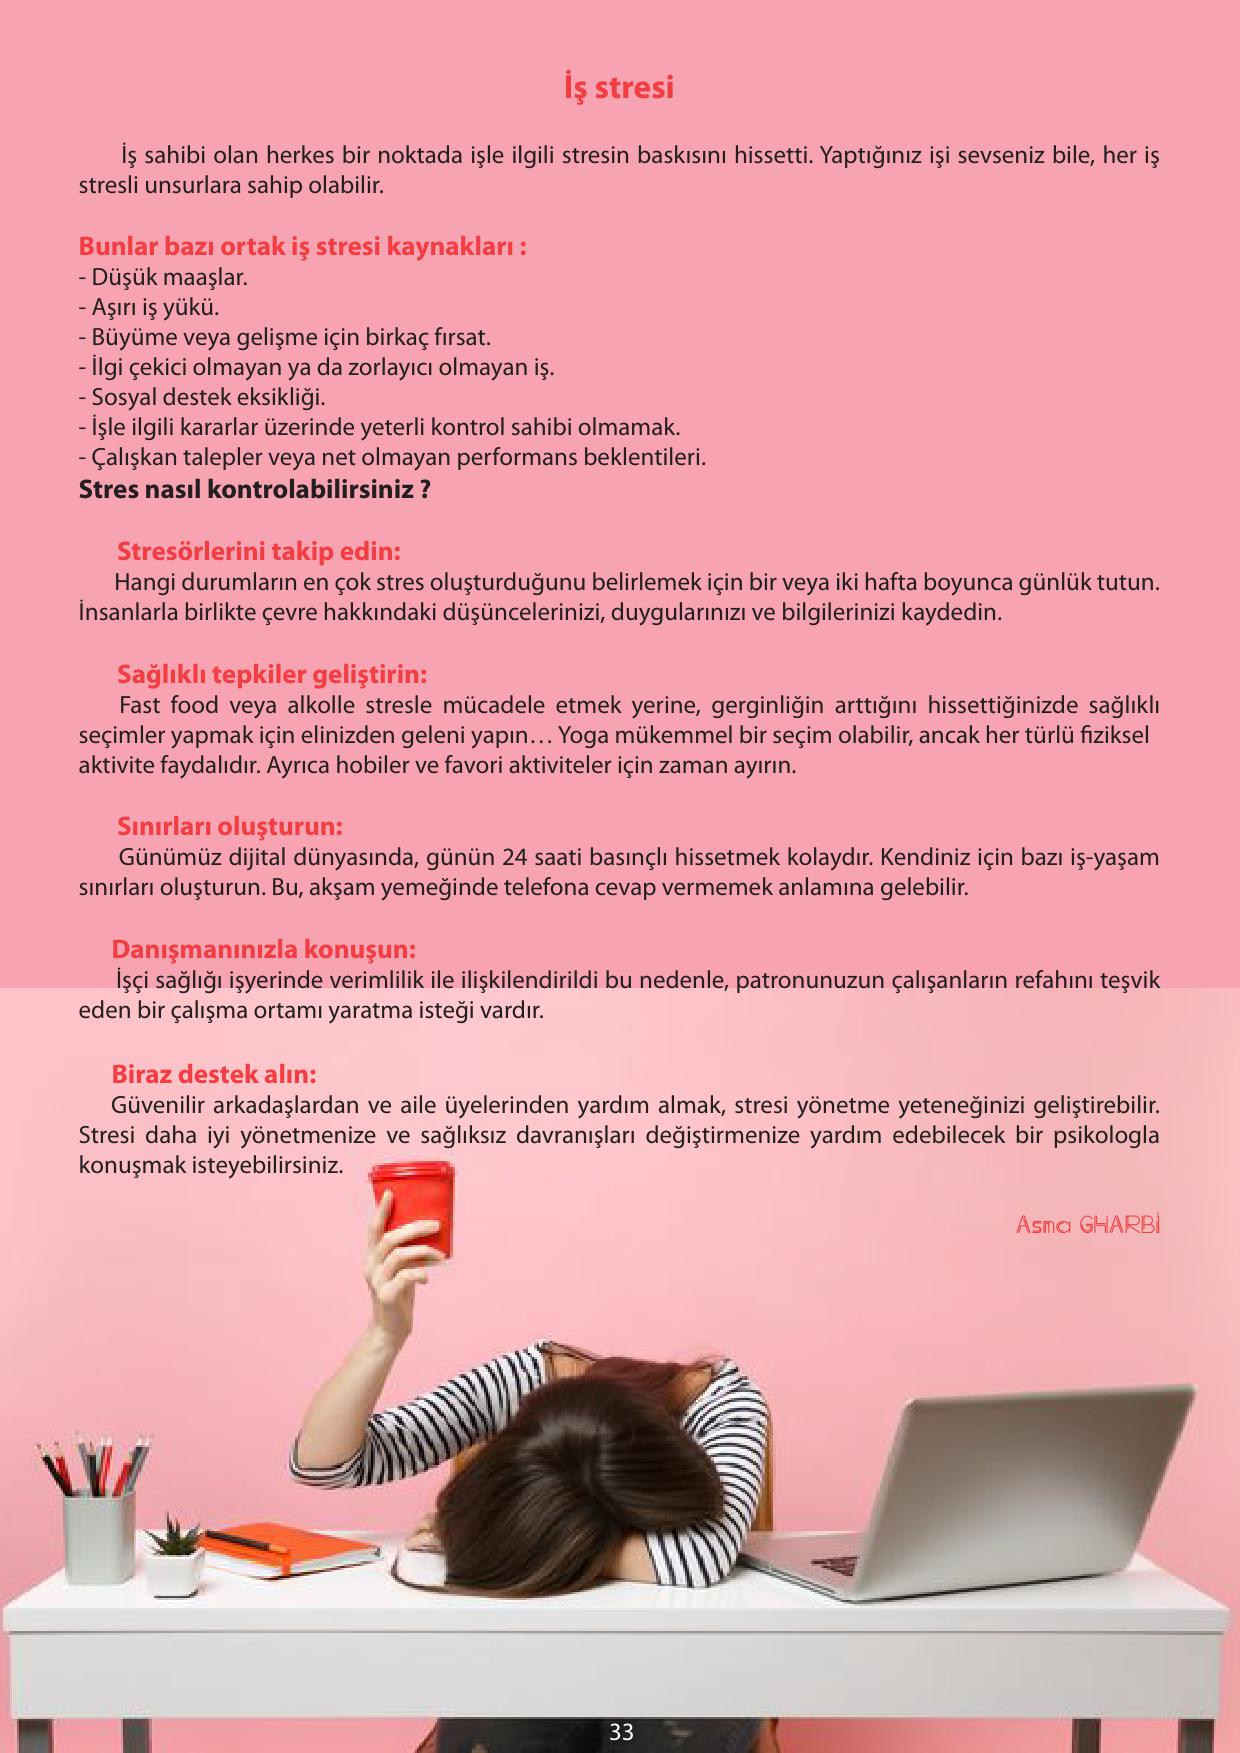 İş stresi
İş sahibi olan herkes bir noktada işle ilgili stresin baskısını hissetti. Yaptığınız işi sevseniz bile, her iş
stresli unsurlara sahip olabilir.
Bunlar bazı ortak iş stresi kaynakları :
- Düşük maaşlar.
- Aşırı iş yükü.
- Büyüme veya gelişme için birkaç fırsat.
- İlgi çekici olmayan ya da zorlayıcı olmayan iş.
- Sosyal destek eksikliği.
- İşle ilgili kararlar üzerinde yeterli kontrol sahibi olmamak.
- Çalışkan talepler veya net olmayan performans beklentileri.
Stres nasıl kontrolabilirsiniz ?
Stresörlerini takip edin:
Hangi durumların en çok stres oluşturduğunu belirlemek için bir veya iki hafta boyunca günlük tutun.
İnsanlarla birlikte çevre hakkındaki düşüncelerinizi, duygularınızı ve bilgilerinizi kaydedin.
Sağlıklı tepkiler geliştirin:
Fast food veya alkolle stresle mücadele etmek yerine, gerginliğin arttığını hissettiğinizde sağlıklı
seçimler yapmak için elinizden geleni yapın… Yoga mükemmel bir seçim olabilir, ancak her türlü fiziksel
aktivite faydalıdır. Ayrıca hobiler ve favori aktiviteler için zaman ayırın.
Sınırları oluşturun:
Günümüz dijital dünyasında, günün 24 saati basınçlı hissetmek kolaydır. Kendiniz için bazı iş-yaşam
sınırları oluşturun. Bu, akşam yemeğinde telefona cevap vermemek anlamına gelebilir.
Danışmanınızla konuşun:
İşçi sağlığı işyerinde verimlilik ile ilişkilendirildi bu nedenle, patronunuzun çalışanların refahını teşvik
eden bir çalışma ortamı yaratma isteği vardır.
Biraz destek alın:
Güvenilir arkadaşlardan ve aile üyelerinden yardım almak, stresi yönetme yeteneğinizi geliştirebilir.
Stresi daha iyi yönetmenize ve sağlıksız davranışları değiştirmenize yardım edebilecek bir psikologla
konuşmak isteyebilirsiniz.
Asma GHARBİ
33